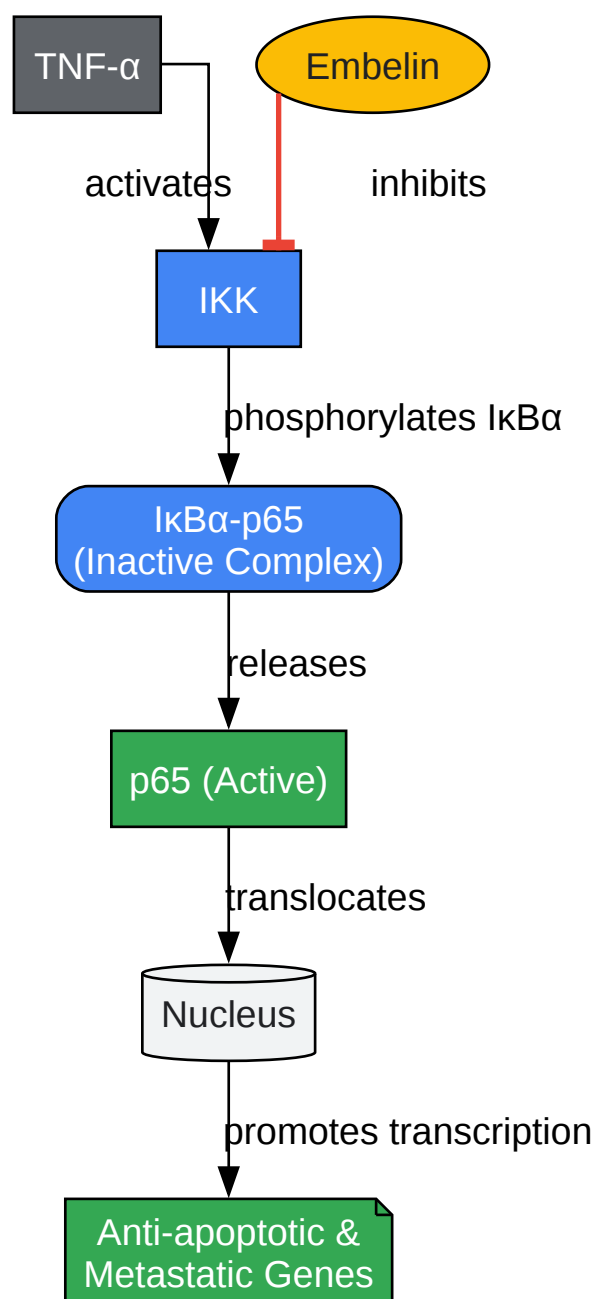 TNF-α
Embelin
activates
inhibits
IKK
phosphorylates IκBα
IκBα-p65
(Inactive Complex)
releases
p65 (Active)
translocates
Nucleus
promotes transcription
Anti-apoptotic &
Metastatic Genes